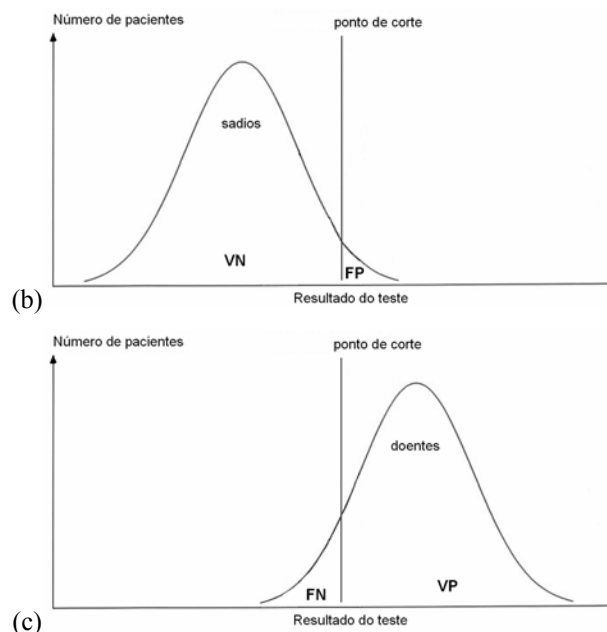 Número de pacientes
ponto de corte
sadios
VN
FP
(b)
Resultado do teste
Número de pacientes
ponto de corte
doentes
FN
VP
(c)
Resultado do teste